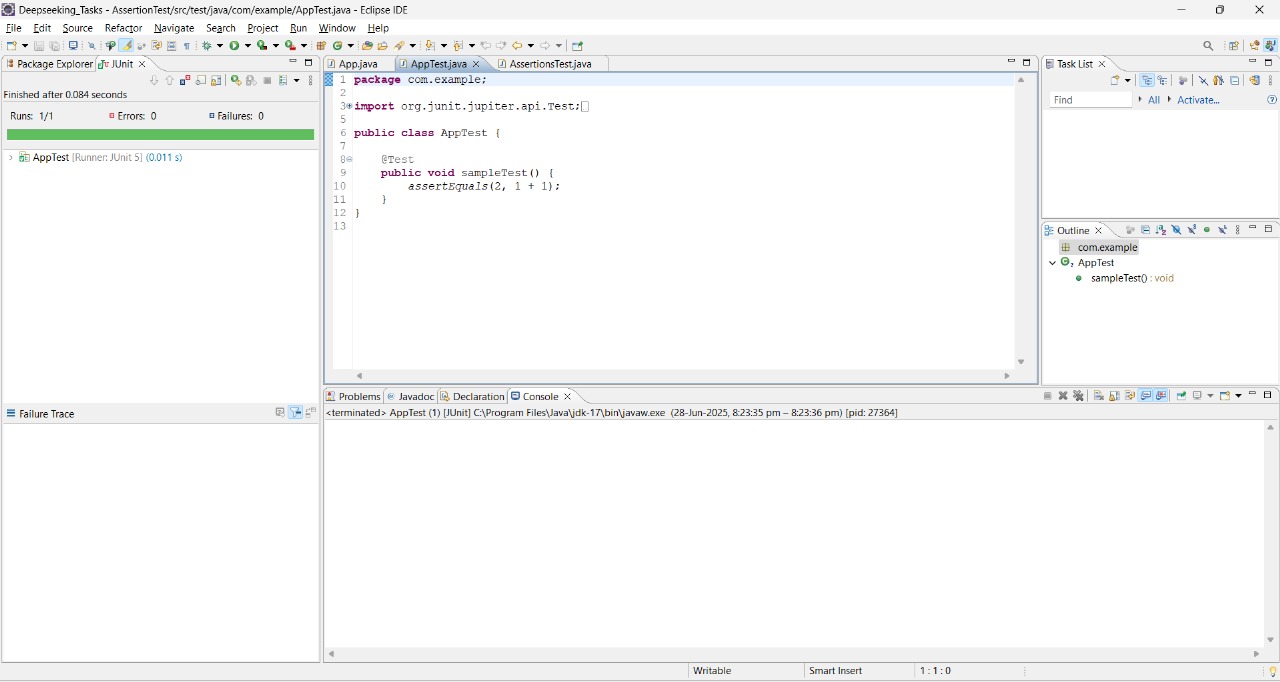 Deepseeking_Tasks - AssertionTest/src/test/java/com/example/AppTest.java - Eclipse IDE
File Edit Source Refactor Navigate Search Project Run Window Help
Package Explorer JUnit
Finished after 0.084 seconds
Runs: 1/1 Errors: 0 Failures: 0
AppTest [Runner: JUnit 5] (0.011 s)
Failure Trace
App.java AppTest.java AssertionsTest.java
1 package com.example;
2
3 import org.junit.jupiter.api.Test;
5
6 public class AppTest {
7
8 @Test
9 public void sampleTest() {
10 assertEquals(2, 1 + 1);
11 }
12 }
13
Task List
Find All Activate...
Outline
com.example
AppTest
sampleTest() : void
Problems Javadoc Declaration Console
<terminated> AppTest (1) [JUnit] C:\Program Files\Java\jdk-17\bin\javaw.exe (28-Jun-2025, 8:23:35 pm – 8:23:36 pm) [pid: 27364]
Writable Smart Insert 1 : 1 : 0